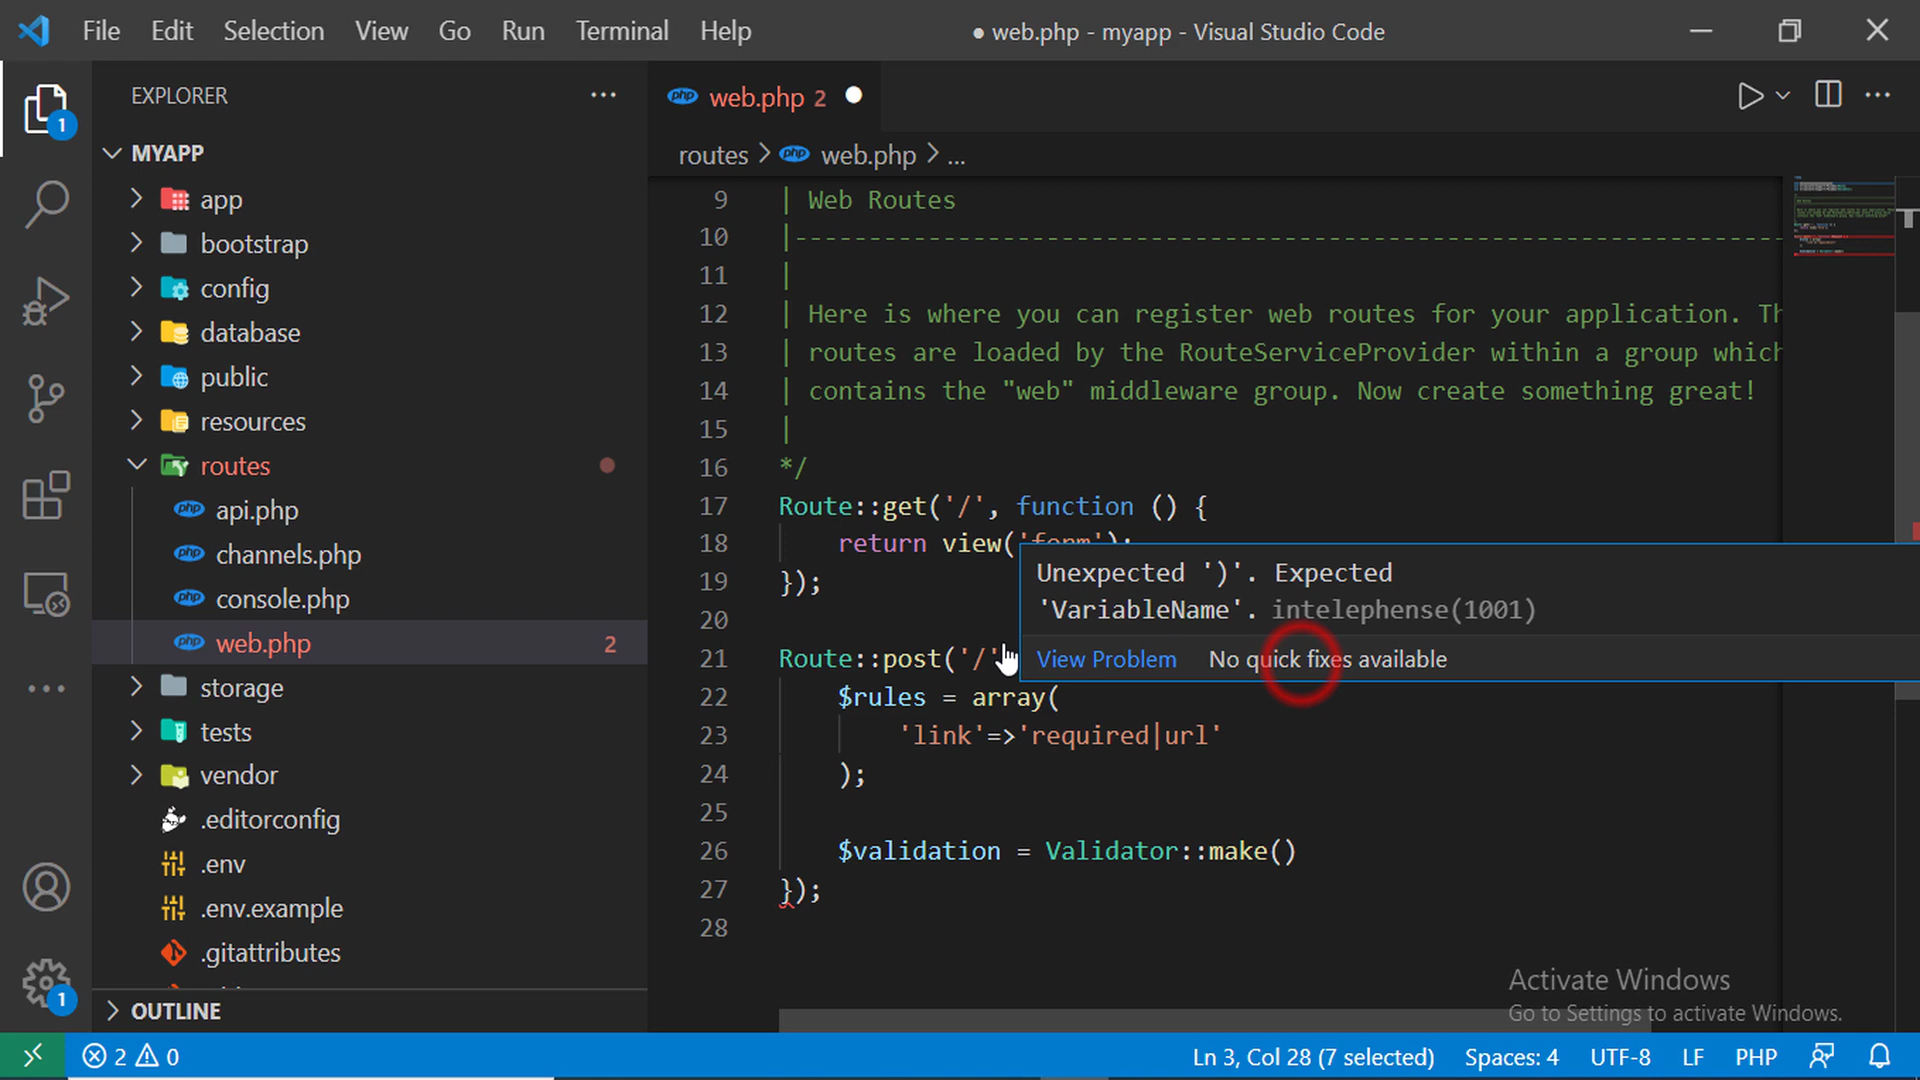 File Edit Selection View Go Run Terminal Help
● web.php - myapp - Visual Studio Code
EXPLORER
MYAPP
app
bootstrap
config
database
public
resources
routes
api.php
channels.php
console.php
web.php 2
storage
tests
vendor
.editorconfig
.env
.env.example
.gitattributes
OUTLINE
1
1
php web.php 2
routes > php web.php > ...
9 | Web Routes
10 |--------------------------------------------------------------------------
11 |
12 | Here is where you can register web routes for your application. Th
13 | routes are loaded by the RouteServiceProvider within a group which
14 | contains the "web" middleware group. Now create something great!
15 |
16 */
17 Route::get('/', function () {
18 return view('form');
19 });
20
21 Route::post('/'
22 $rules = array(
23 'link'=>'required|url'
24 );
25
26 $validation = Validator::make()
27 });
28
Unexpected ')'. Expected
'VariableName'. intelephense(1001)
View Problem No quick fixes available
Activate Windows
Go to Settings to activate Windows.
2 0
Ln 3, Col 28 (7 selected) Spaces: 4 UTF-8 LF PHP